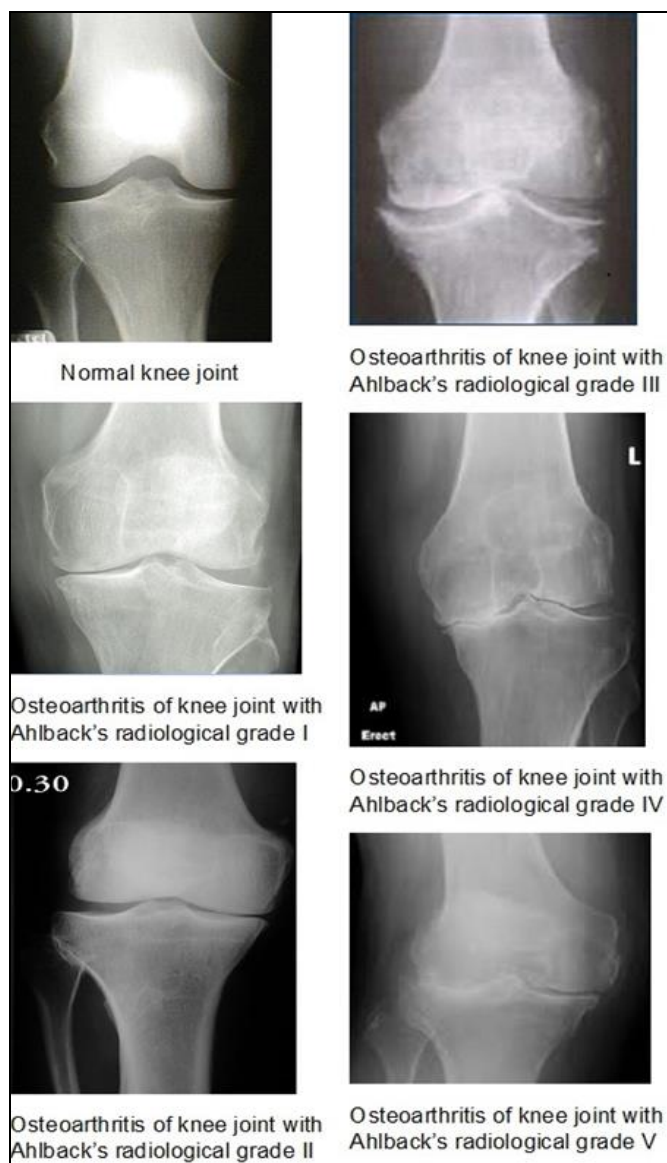 Normal knee joint
Osteoarthritis of knee joint with
Ahlback's radiological grade I
0.30
Osteoarthritis of knee joint with
Ahlback's radiological grade II
Osteoarthritis of knee joint with
Ahlback's radiological grade III
L
AP
Erect
Osteoarthritis of knee joint with
Ahlback's radiological grade IV
Osteoarthritis of knee joint with
Ahlback's radiological grade V